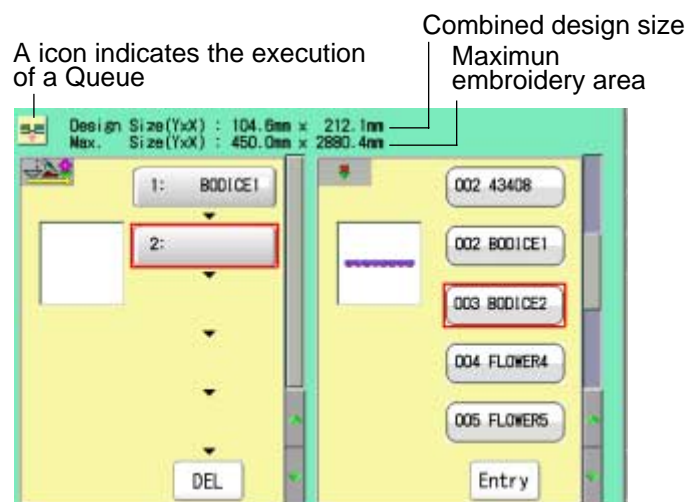 Combined design size
A icon indicates the execution
of a Queue
Maximun
embroidery area
Design Size(YxX) : 104.6mm x 212.1mm
Max. Size(YxX) : 450.0mm x 2880.4mm
1: BODICE1
2:
DEL
002 43408
002 BODICE1
003 BODICE2
004 FLOWER4
005 FLOWER5
Entry